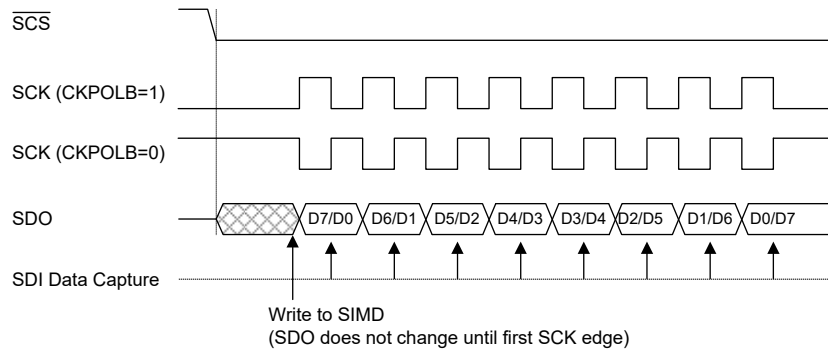 SCS
SCK (CKPOLB=1)
SCK (CKPOLB=0)
SDO D7/D0 D6/D1 D5/D2 D4/D3 D3/D4 D2/D5 D1/D6 D0/D7
SDI Data Capture
Write to SIMD
(SDO does not change until first SCK edge)